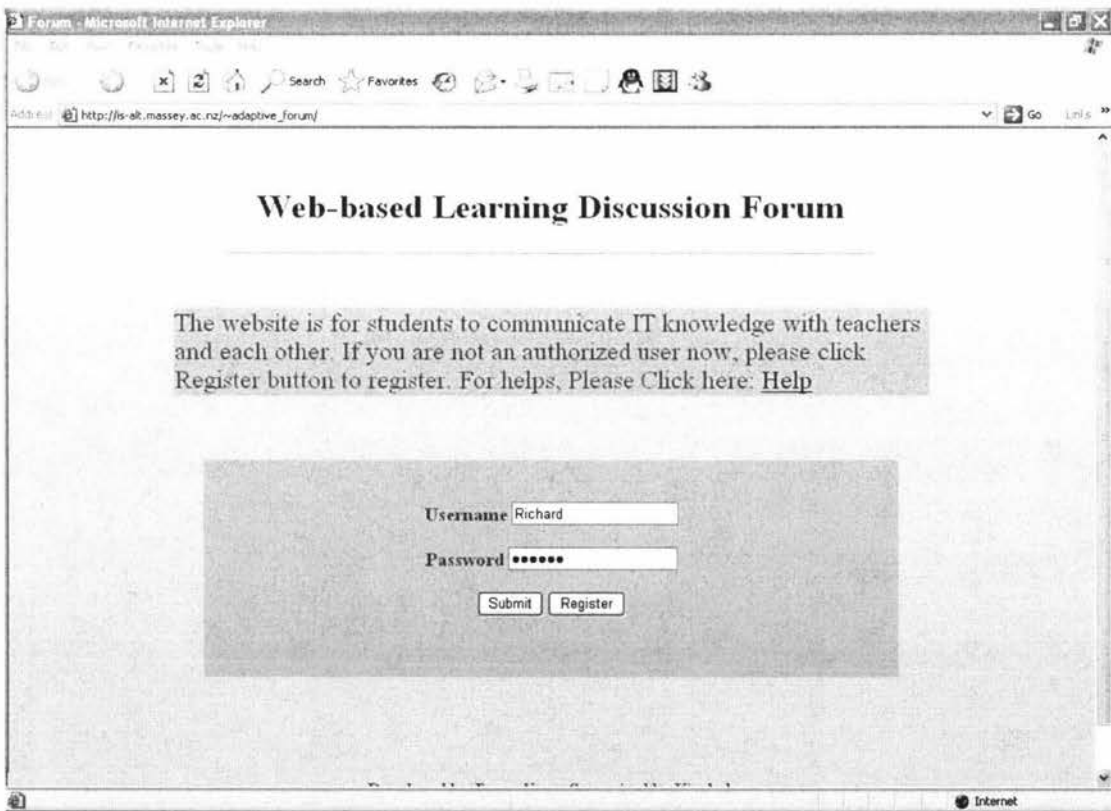 Forum - Microsoft Internet Explorer
Search Favorites
Address http://is-alt.massey.ac.nz/~adaptive_forum/ Go Links »
Web-based Learning Discussion Forum
The website is for students to communicate IT knowledge with teachers
and each other. If you are not an authorized user now, please click
Register button to register. For helps, Please Click here: Help
Username Richard
Password ••••••
Submit Register
Internet